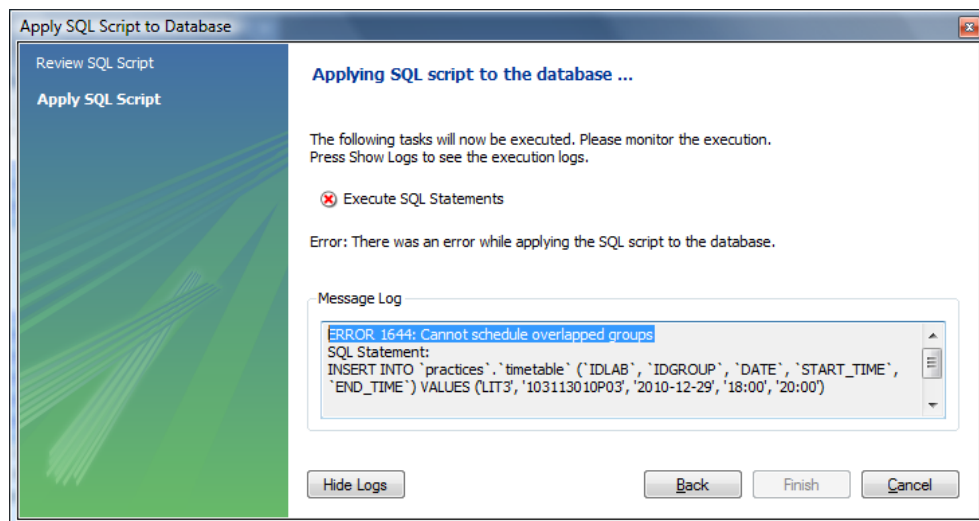 Apply SQL Script to Database
Review SQL Script
Apply SQL Script
Applying SQL script to the database ...
The following tasks will now be executed. Please monitor the execution.
Press Show Logs to see the execution logs.
Execute SQL Statements
Error: There was an error while applying the SQL script to the database.
Message Log
ERROR 1644: Cannot schedule overlapped groups
SQL Statement:
INSERT INTO `practices`.`timetable` (`IDLAB`, `IDGROUP`, `DATE`, `START_TIME`,
`END_TIME`) VALUES ('LIT3', '103113010P03', '2010-12-29', '18:00', '20:00')
Hide Logs
Back
Finish
Cancel